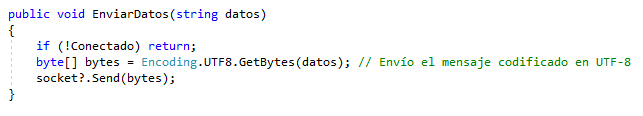 public void EnviarDatos(string datos)
{
if (!Conectado) return;
byte[] bytes = Encoding.UTF8.GetBytes(datos); // Envío el mensaje codificado en UTF-8
socket?.Send(bytes);
}